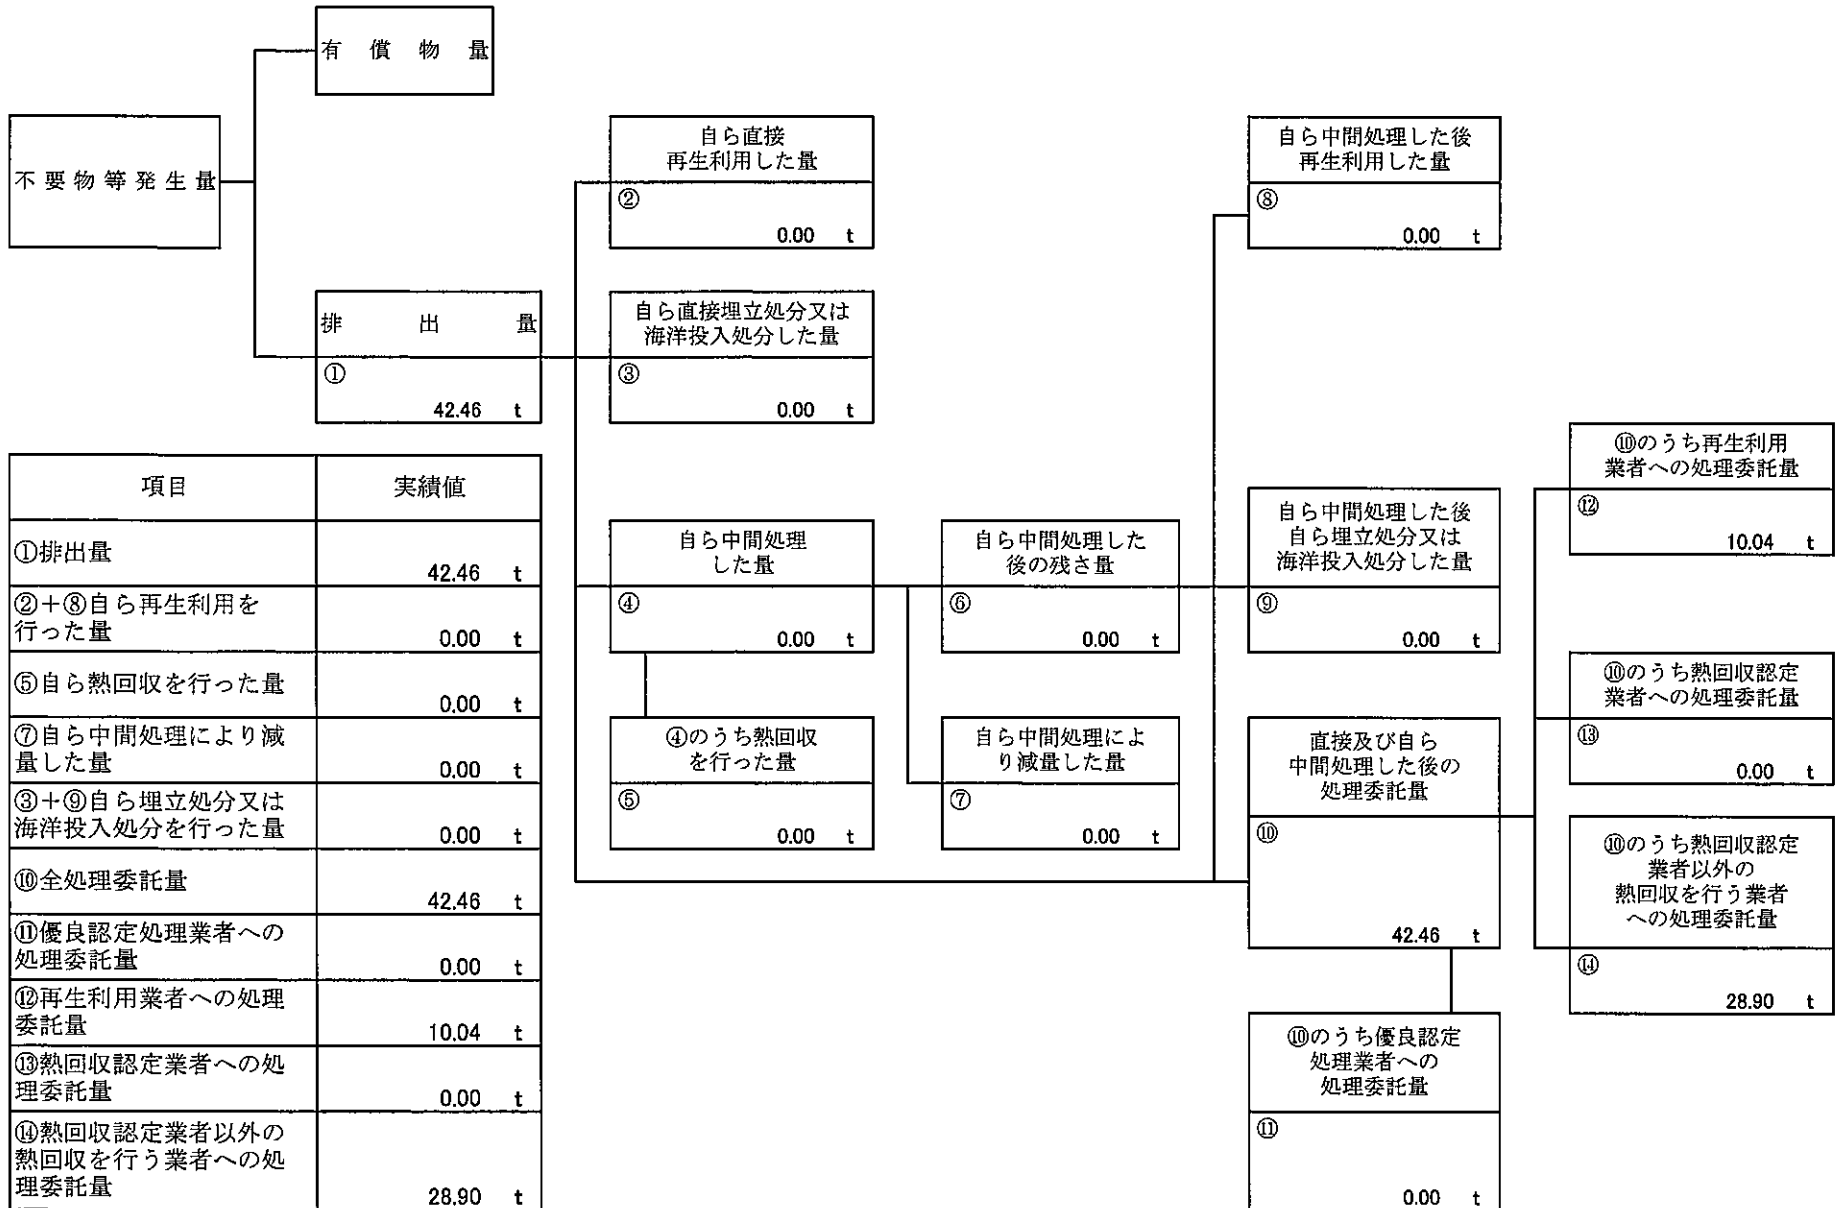 有償物量
不要物等発生量
自ら直接
再生利用した量
②
0.00 t
自ら中間処理した後
再生利用した量
⑧
0.00 t
排出量
①
42.46 t
自ら直接埋立処分又は
海洋投入処分した量
③
0.00 t
項目 実績値
①排出量
42.46 t
②+⑧自ら再生利用を
行った量
0.00 t
⑤自ら熱回収を行った量
0.00 t
⑦自ら中間処理により減
量した量
0.00 t
③+⑨自ら埋立処分又は
海洋投入処分を行った量
0.00 t
⑩全処理委託量
42.46 t
⑪優良認定処理業者への
処理委託量
0.00 t
⑫再生利用業者への処理
委託量
10.04 t
⑬熱回収認定業者への処
理委託量
0.00 t
⑭熱回収認定業者以外の
熱回収を行う業者への処
理委託量
28.90 t
自ら中間処理
した量
④
0.00 t
④のうち熱回収
を行った量
⑤
0.00 t
自ら中間処理した
後の残さ量
⑥
0.00 t
自ら中間処理によ
り減量した量
⑦
0.00 t
自ら中間処理した後
自ら埋立処分又は
海洋投入処分した量
⑨
0.00 t
直接及び自ら
中間処理した後の
処理委託量
⑩
42.46 t
⑩のうち優良認定
処理業者への
処理委託量
⑪
0.00 t
⑩のうち再生利用
業者への処理委託量
⑫
10.04 t
⑩のうち熱回収認定
業者への処理委託量
⑬
0.00 t
⑩のうち熱回収認定
業者以外の
熱回収を行う業者
への処理委託量
⑭
28.90 t